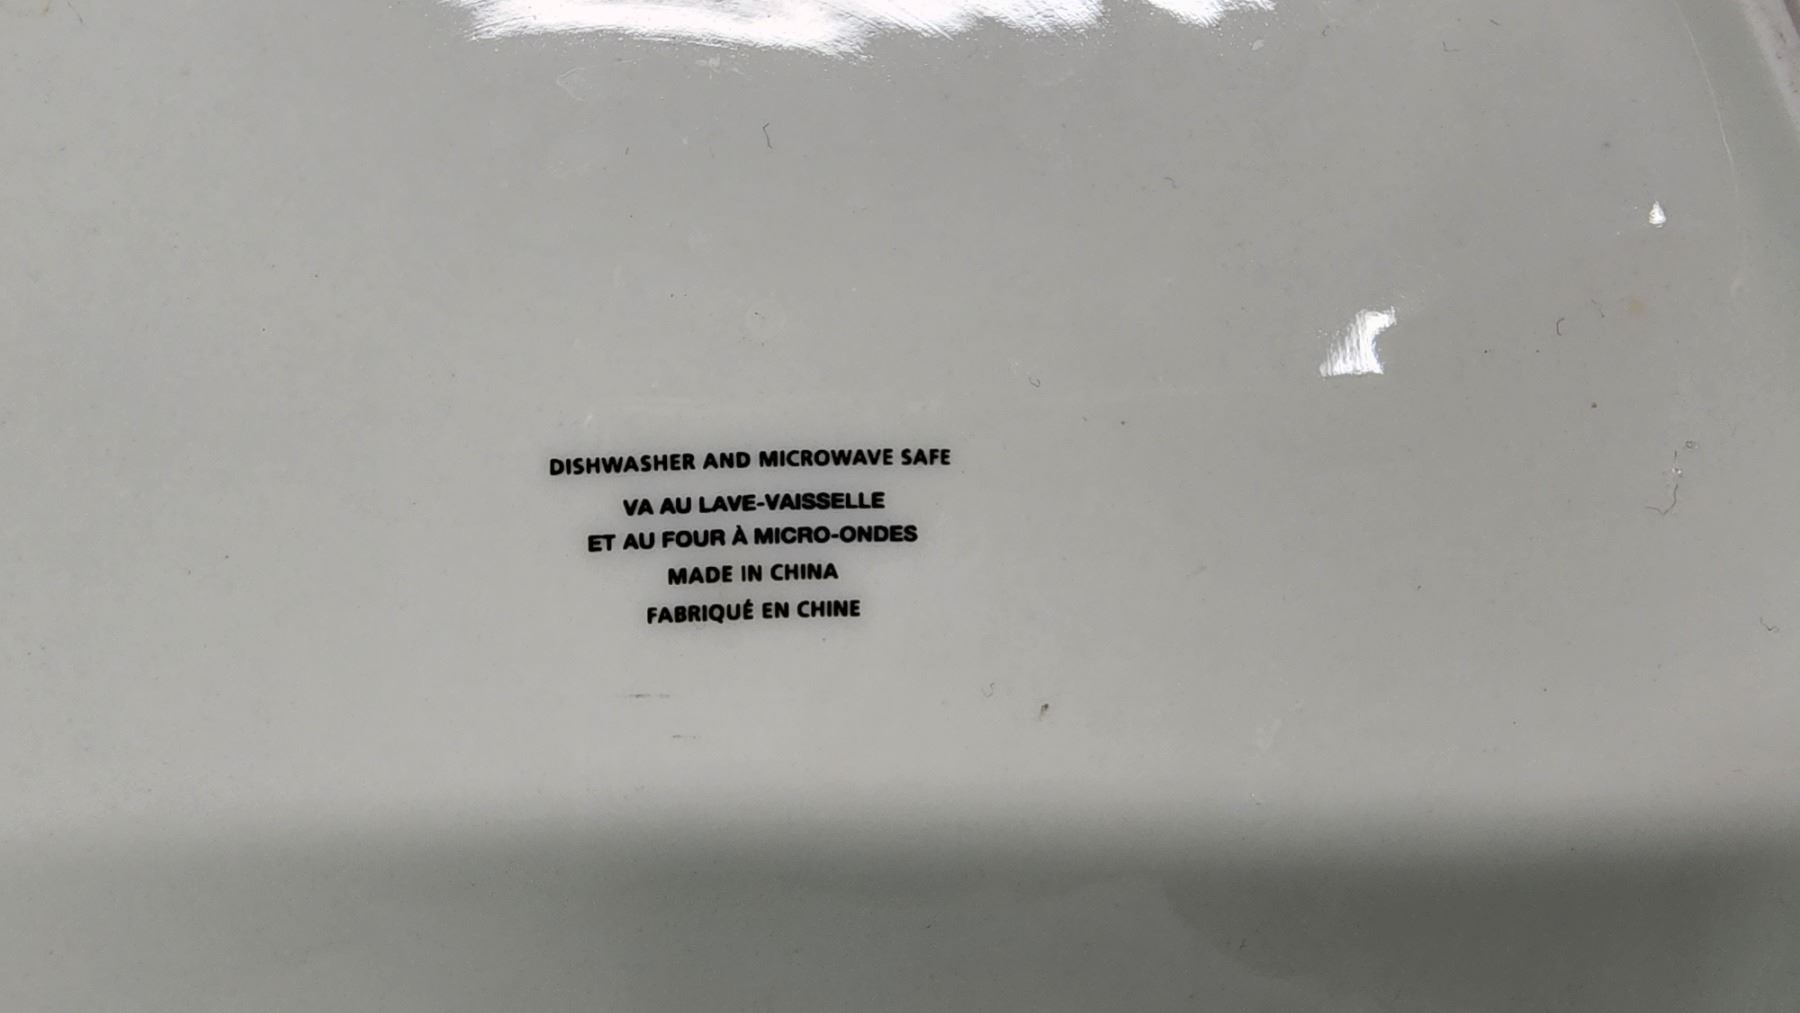 DISHWASHER AND MICROWAVE SAFE
VA AU LAVE-VAISSELLE
ET AU FOUR À MICRO-ONDES
MADE IN CHINA
FABRIQUÉ EN CHINE